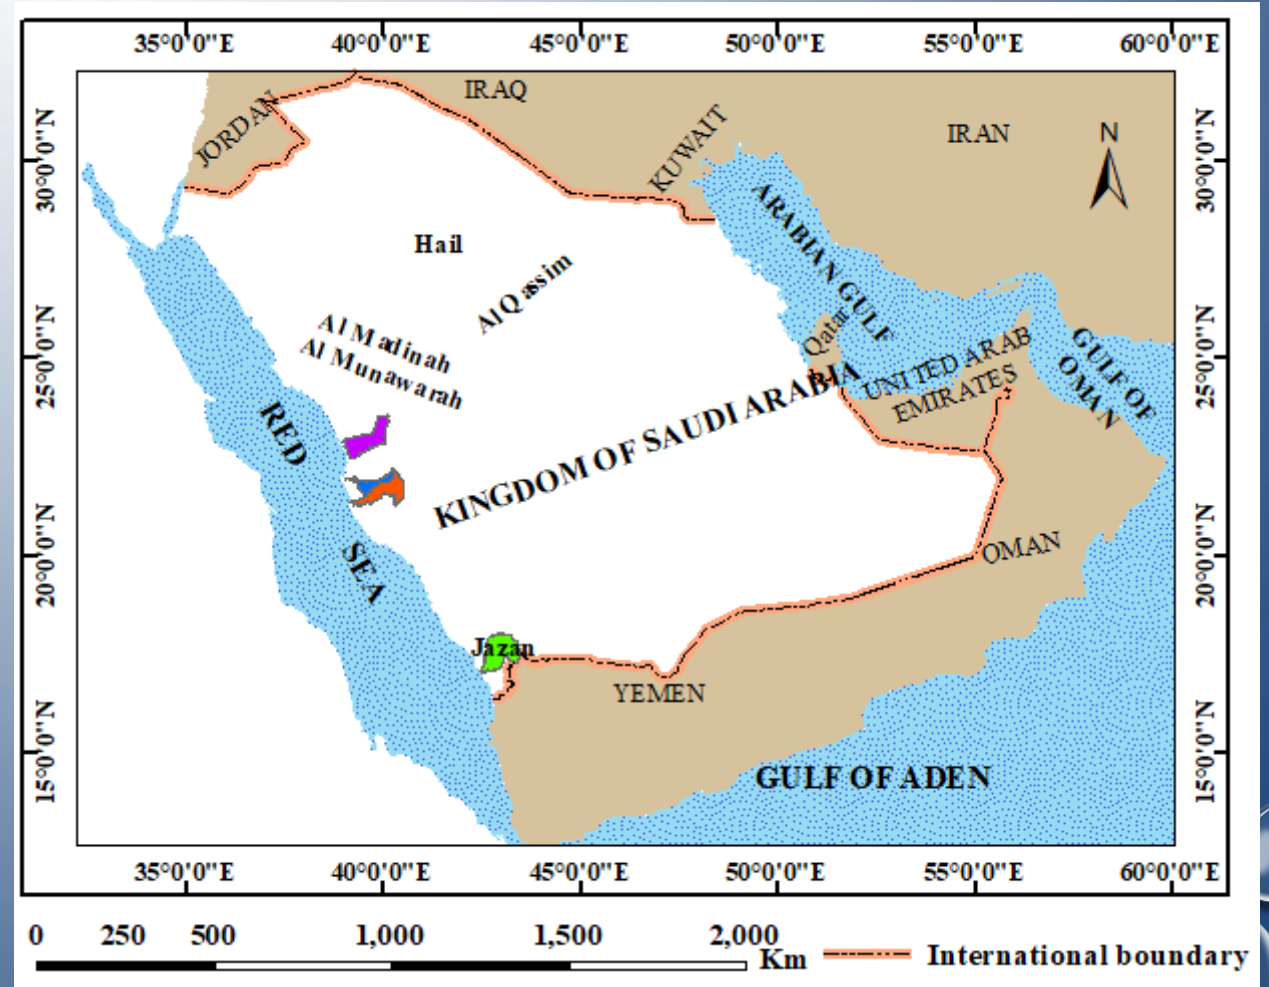 35°0'0"E 40°0'0"E 45°0'0"E 50°0'0"E 55°0'0"E 60°0'0"E
IRAQ
JORDAN
KUWAIT
IRAN
N
30°0'0"N
30°0'0"N
ARABIAN GULF
Hail
Al Qassim
Al Madinah
Al Munawarah
Qatar
UNITED ARAB
EMIRATES
GULF OF
OMAN
25°0'0"N
25°0'0"N
RED
SEA
KINGDOM OF SAUDI ARABIA
20°0'0"N
20°0'0"N
OMAN
Jazan
YEMEN
15°0'0"N
15°0'0"N
GULF OF ADEN
35°0'0"E 40°0'0"E 45°0'0"E 50°0'0"E 55°0'0"E 60°0'0"E
0 250 500 1,000 1,500 2,000
Km
International boundary